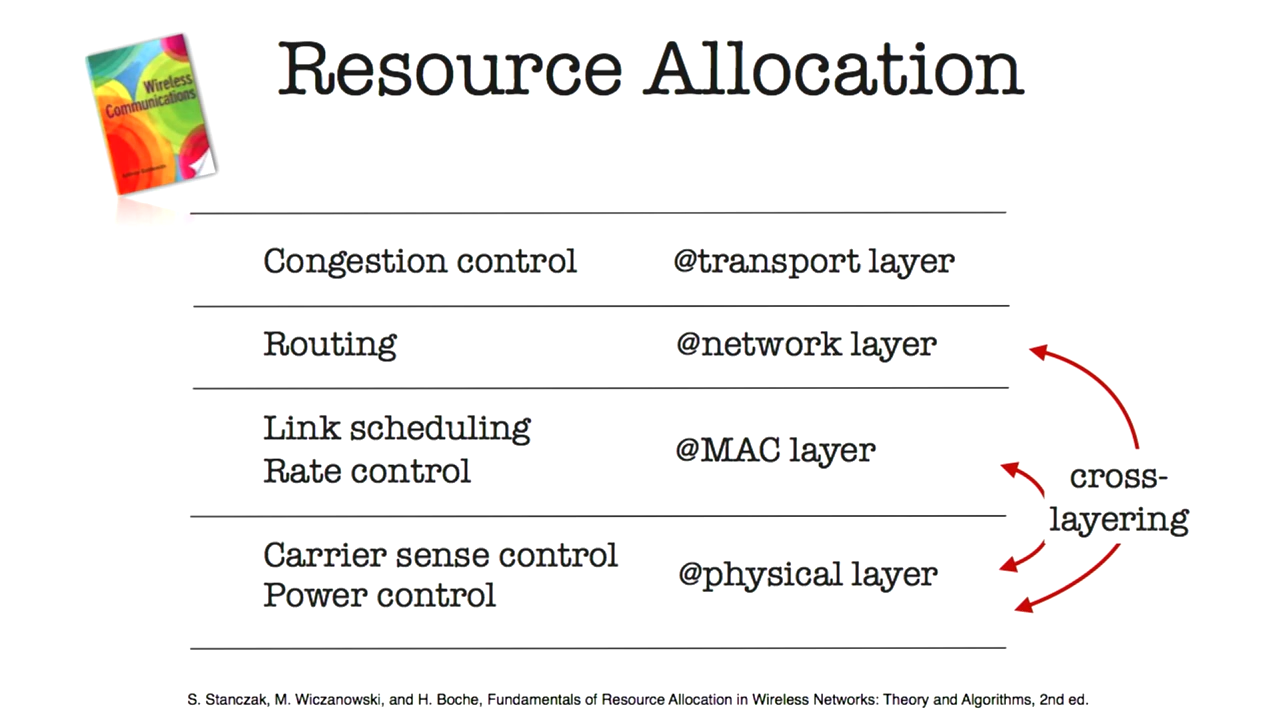 Resource Allocation
Wireless
Communications
Congestion control @transport layer
Routing @network layer
Link scheduling
Rate control
@MAC layer
Carrier sense control
Power control
@physical layer
cross-
layering
S. Stanczak, M. Wiczanowski, and H. Boche, Fundamentals of Resource Allocation in Wireless Networks: Theory and Algorithms, 2nd ed.